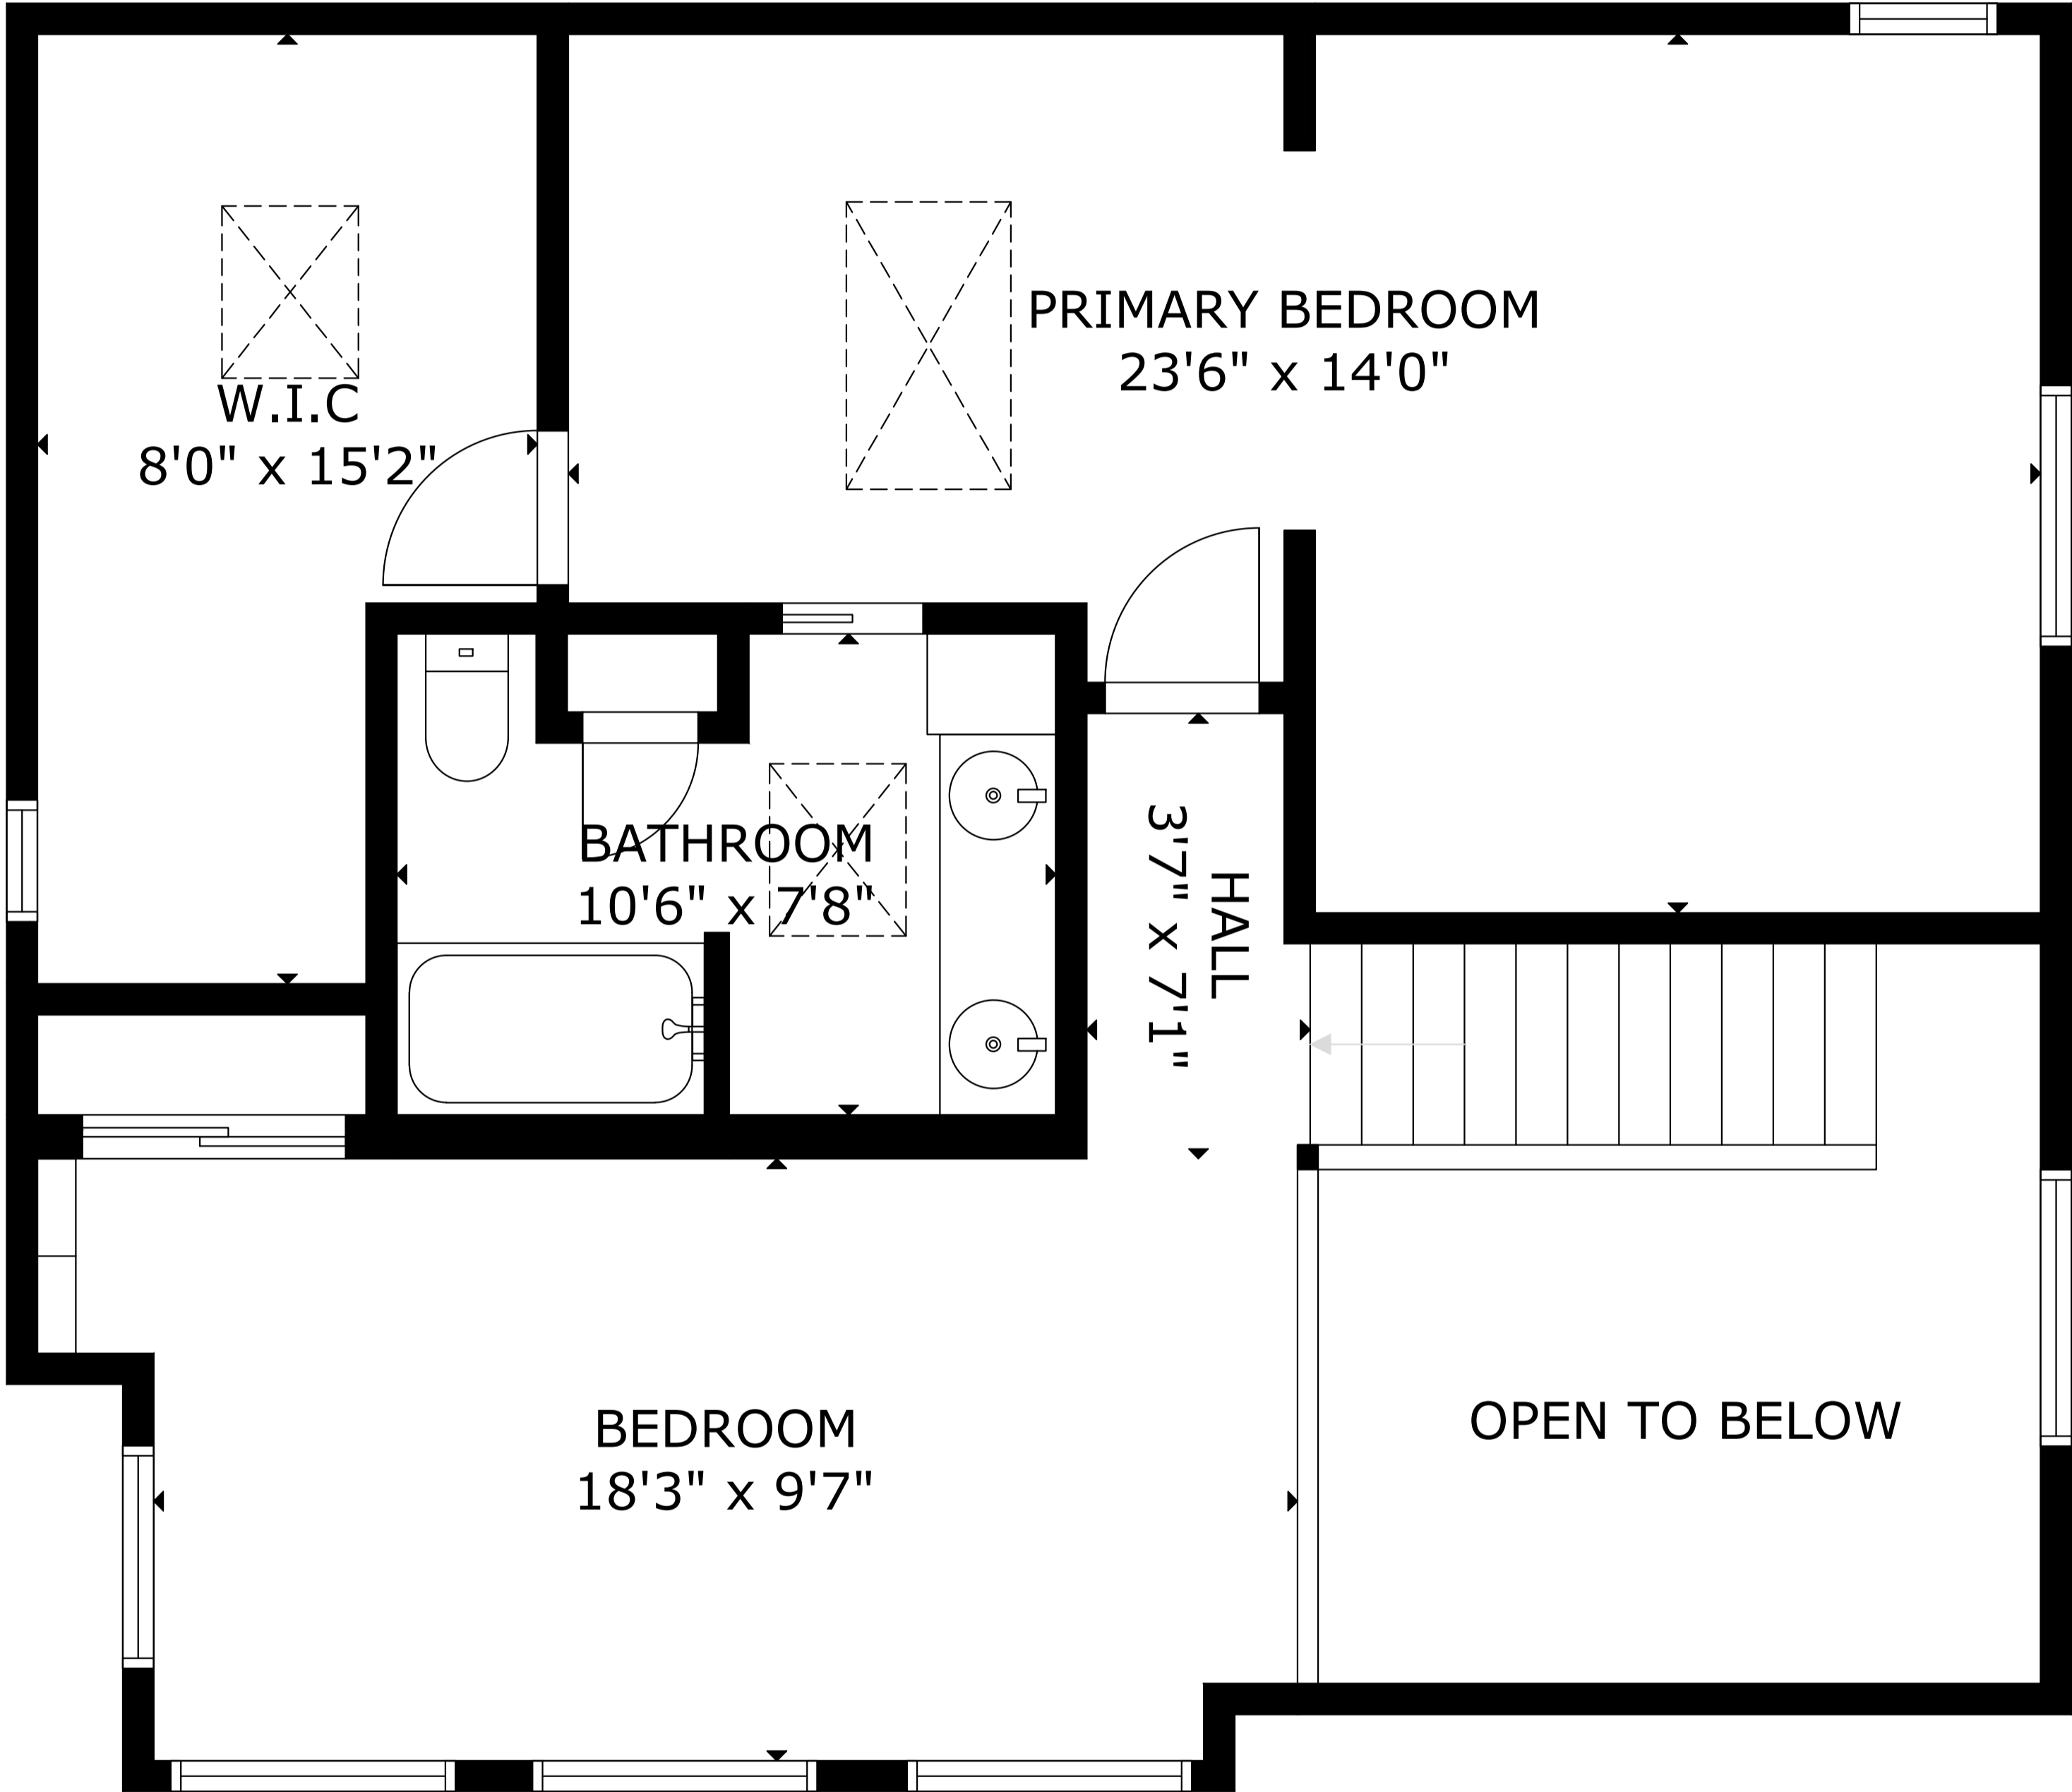 PRIMARY BEDROOM
23'6" x 14'0"
W.I.C
8'0" x 15'2"
BATHROOM
10'6" x 7'8"
HALL
3'7" x 7'1"
BEDROOM
18'3" x 9'7"
OPEN TO BELOW